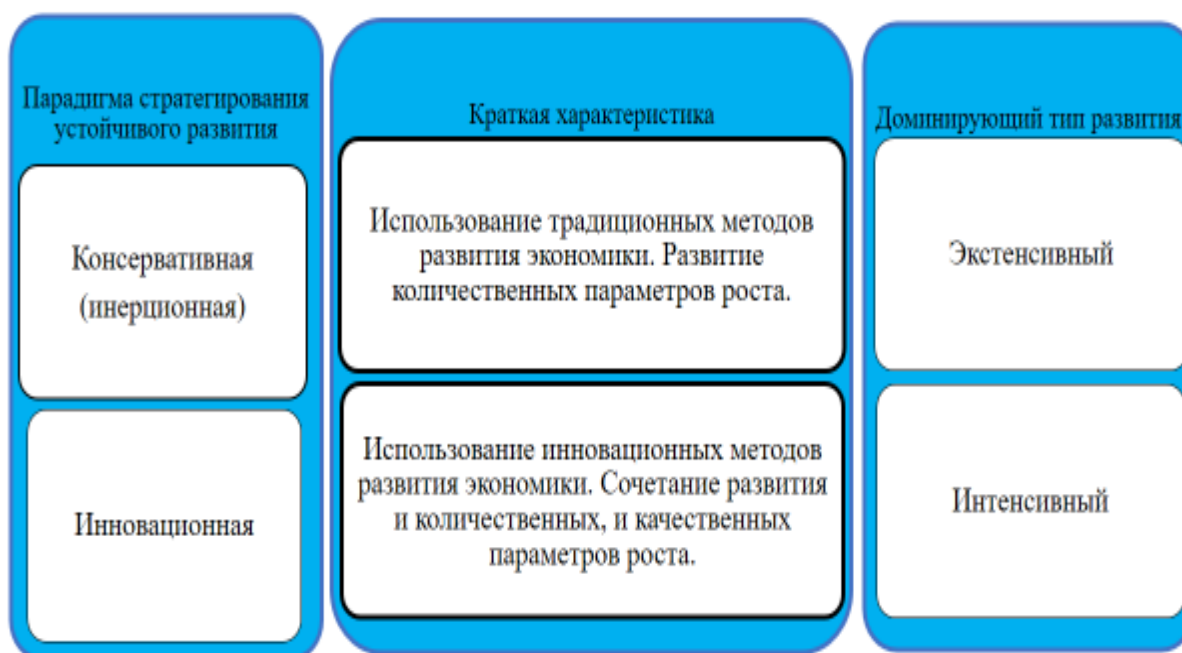 Парадигма стратегирования
устойчивого развития
Краткая характеристика
Доминирующий тип развития
Консервативная
(инерционная)
Использование традиционных методов
развития экономики. Развитие
количественных параметров роста.
Экстенсивный
Инновационная
Использование инновационных методов
развития экономики. Сочетание развития
и количественных, и качественных
параметров роста.
Интенсивный